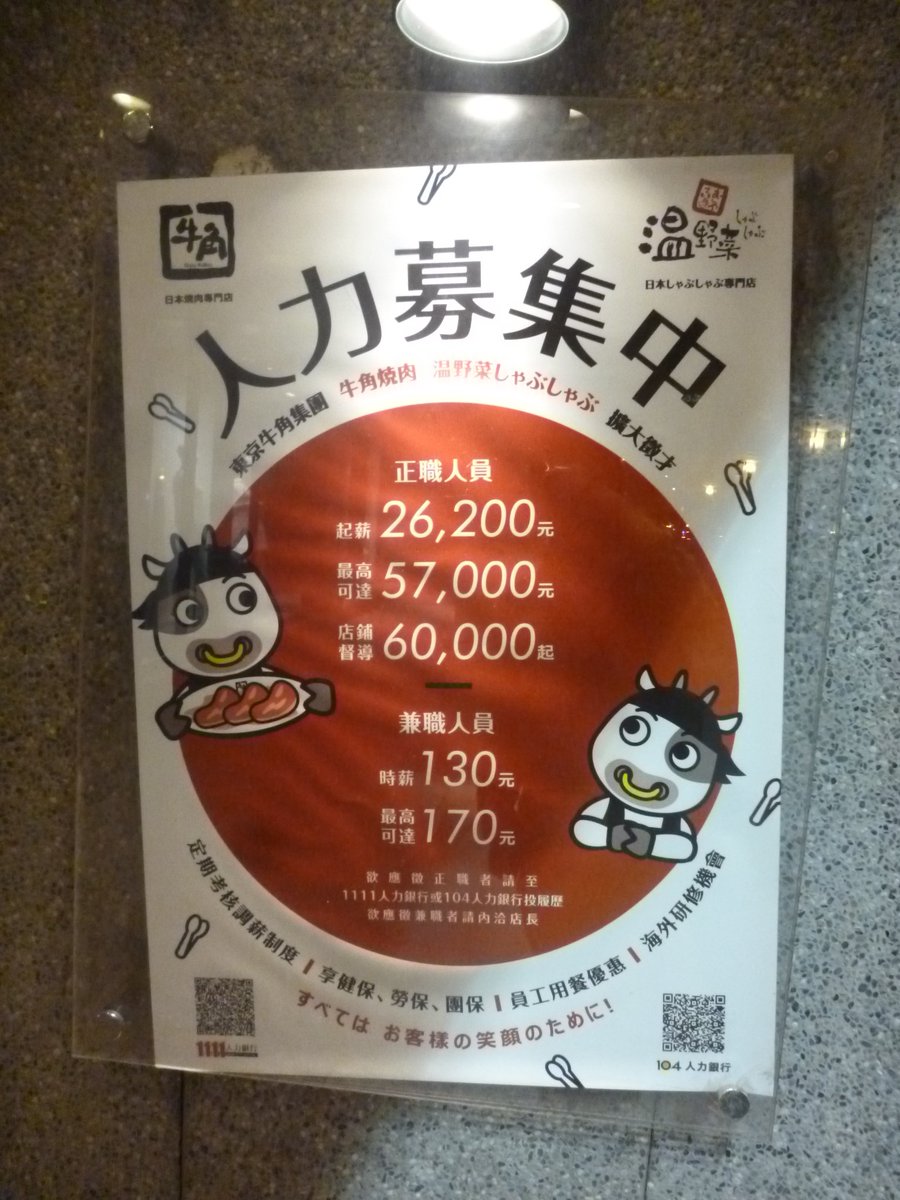 牛角
日本焼肉專門店
温野菜
しゃぶしゃぶ
日本しゃぶしゃぶ專門店
人力募集中
東京牛角集團 牛角焼肉 温野菜しゃぶしゃぶ 擴大徵才
正職人員
起薪 26,200元
最高可達 57,000元
店鋪督導 60,000起
兼職人員
時薪 130元
最高可達 170元
欲應徵正職者請至
1111人力銀行或104人力銀行投履歷
欲應徵兼職者請內洽店長
定期考核調薪制度 | 享健保、勞保、團保 | 員工用餐優惠 | 海外研修機會
すべては お客様の笑顔のために!
1111人力銀行
104 人力銀行